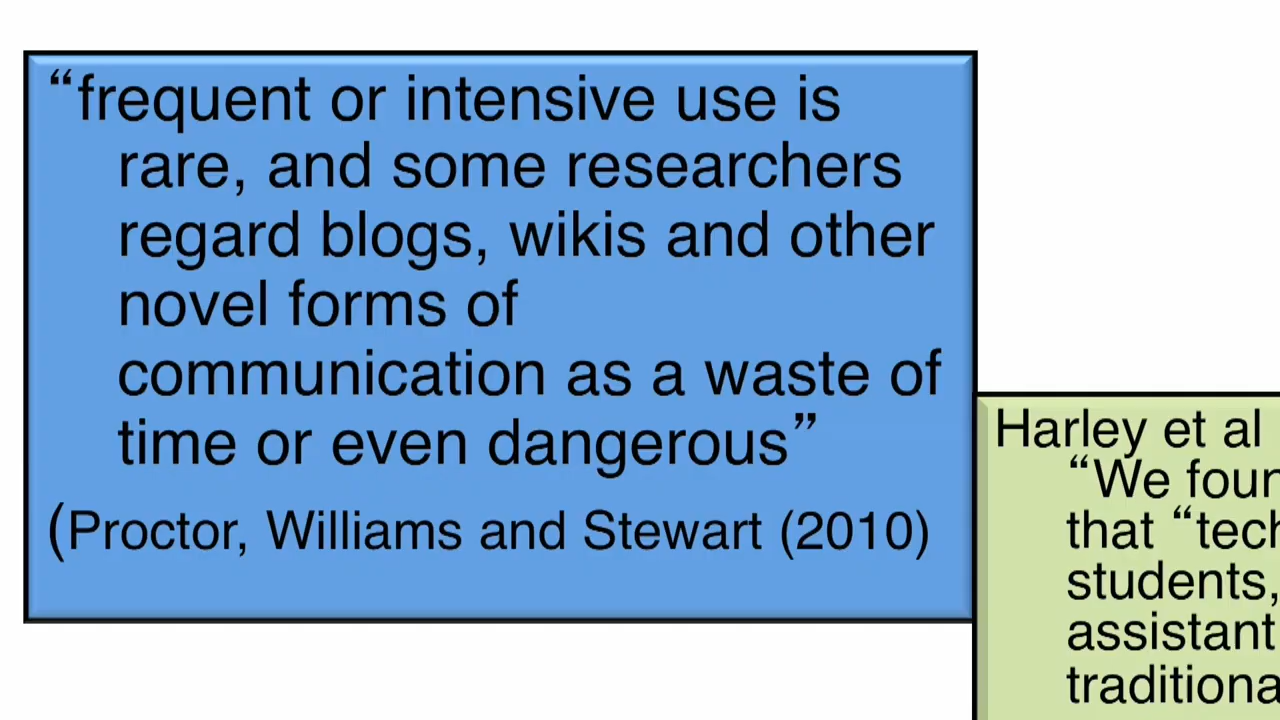 “frequent or intensive use is
rare, and some researchers
regard blogs, wikis and other
novel forms of
communication as a waste of
time or even dangerous”
(Proctor, Williams and Stewart (2010)
Harley et al
“We foun
that “tech
students,
assistant
traditiona